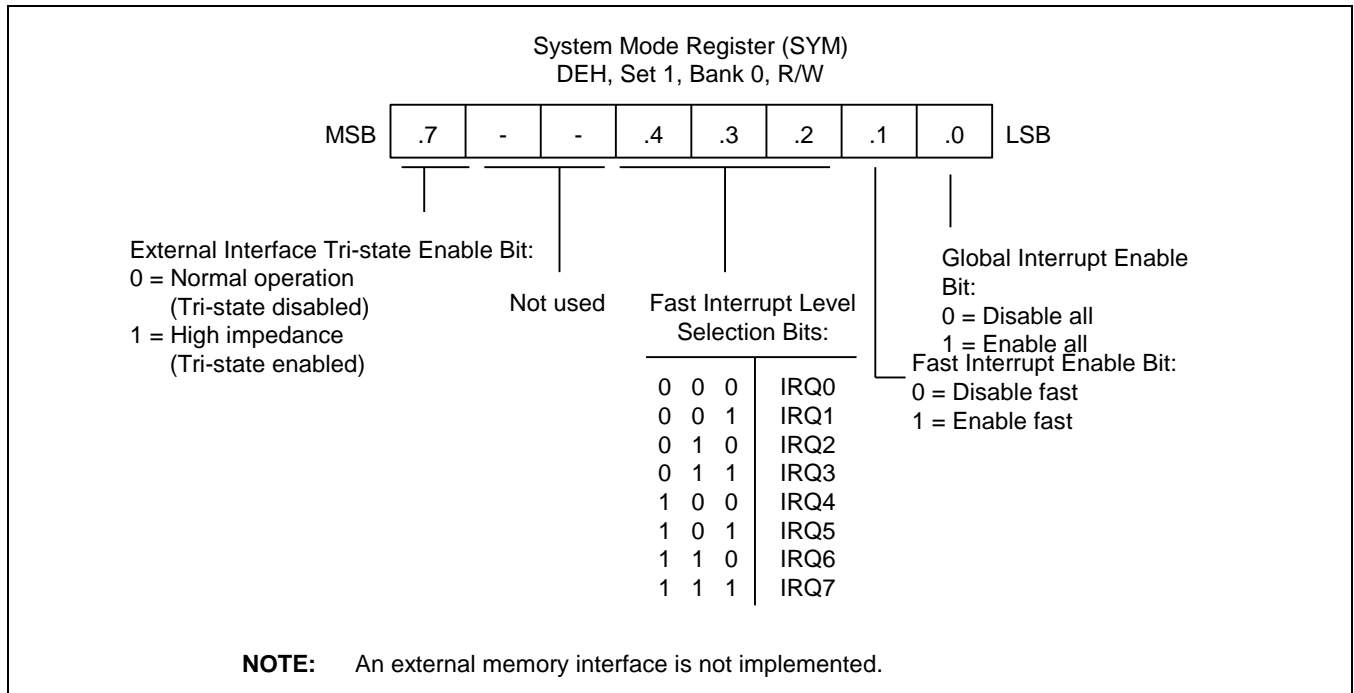 System Mode Register (SYM)
DEH, Set 1, Bank 0, R/W
MSB .7 - - .4 .3 .2 .1 .0 LSB
External Interface Tri-state Enable Bit:
0 = Normal operation
(Tri-state disabled)
1 = High impedance
(Tri-state enabled)
Not used
Fast Interrupt Level
Selection Bits:
0 0 0 IRQ0
0 0 1 IRQ1
0 1 0 IRQ2
0 1 1 IRQ3
1 0 0 IRQ4
1 0 1 IRQ5
1 1 0 IRQ6
1 1 1 IRQ7
Global Interrupt Enable
Bit:
0 = Disable all
1 = Enable all
Fast Interrupt Enable Bit:
0 = Disable fast
1 = Enable fast
NOTE: An external memory interface is not implemented.